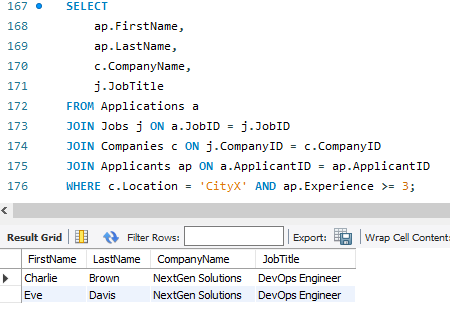 167 SELECT
168 ap.FirstName,
169 ap.LastName,
170 c.CompanyName,
171 j.JobTitle
172 FROM Applications a
173 JOIN Jobs j ON a.JobID = j.JobID
174 JOIN Companies c ON j.CompanyID = c.CompanyID
175 JOIN Applicants ap ON a.ApplicantID = ap.ApplicantID
176 WHERE c.Location = 'CityX' AND ap.Experience >= 3;
Result Grid Filter Rows: Export: Wrap Cell Content:
FirstName LastName CompanyName JobTitle
Charlie Brown NextGen Solutions DevOps Engineer
Eve Davis NextGen Solutions DevOps Engineer